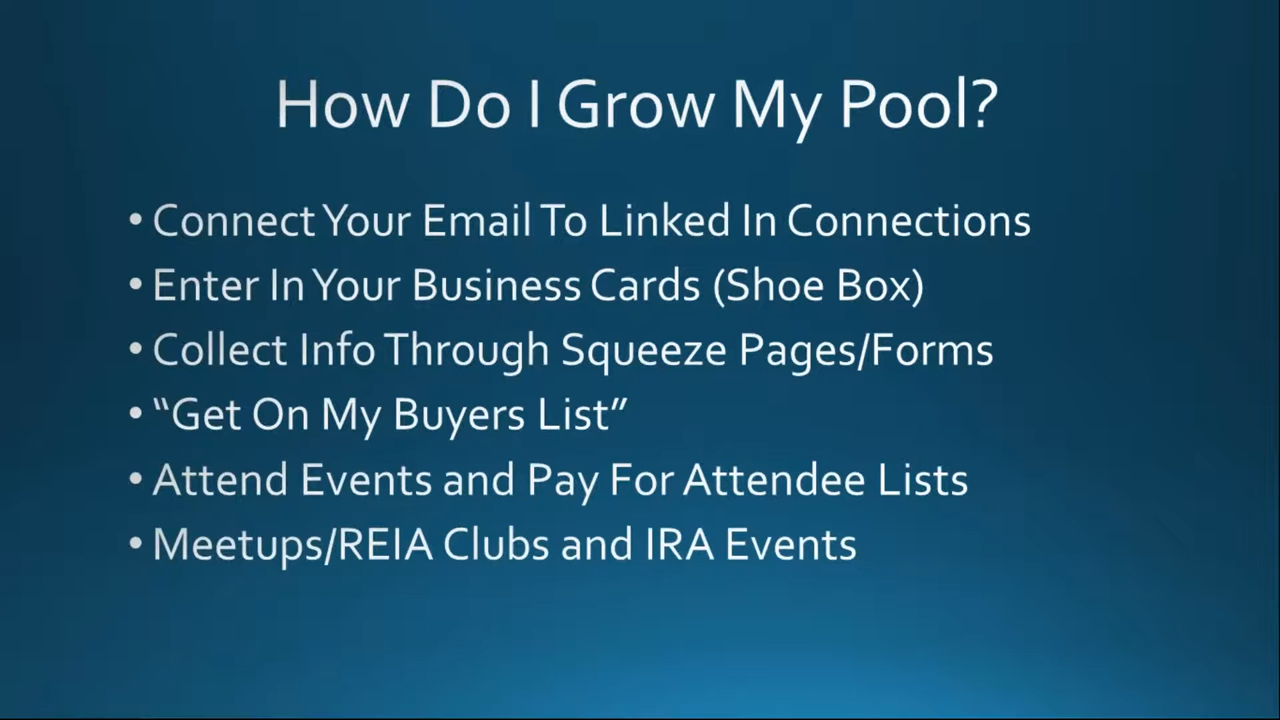 How Do I Grow My Pool?
• Connect Your Email To Linked In Connections
• Enter In Your Business Cards (Shoe Box)
• Collect Info Through Squeeze Pages/Forms
• “Get On My Buyers List”
• Attend Events and Pay For Attendee Lists
• Meetups/REIA Clubs and IRA Events